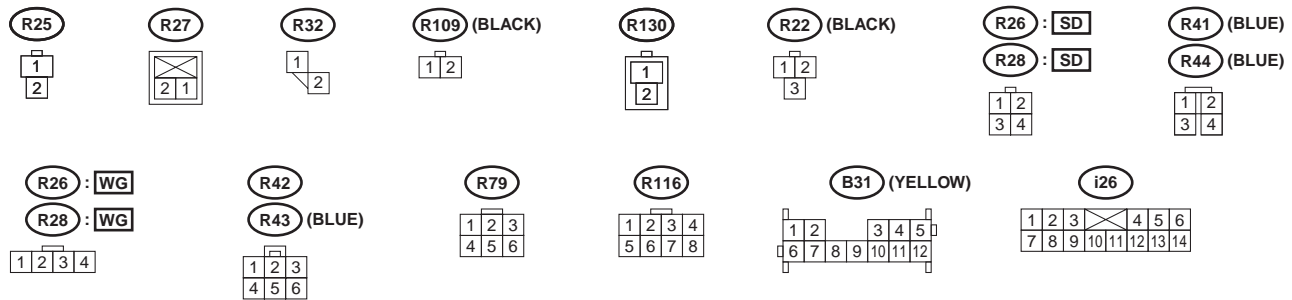 R25 R27 R32 R109 (BLACK) R130 R22 (BLACK) R26 : SD R41 (BLUE)
R28 : SD R44 (BLUE)
1
2
2 1
1
2
1 2
1
2
1 2
3
1 2
3 4
1 2
3 4
R26 : WG R42 R79 R116 B31 (YELLOW) i26
R28 : WG R43 (BLUE)
1 2 3 4
1 2 3
4 5 6
1 2 3
4 5 6
1 2 3 4
5 6 7 8
1 2 3 4 5
6 7 8 9 10 11 12
1 2 3 4 5 6
7 8 9 10 11 12 13 14